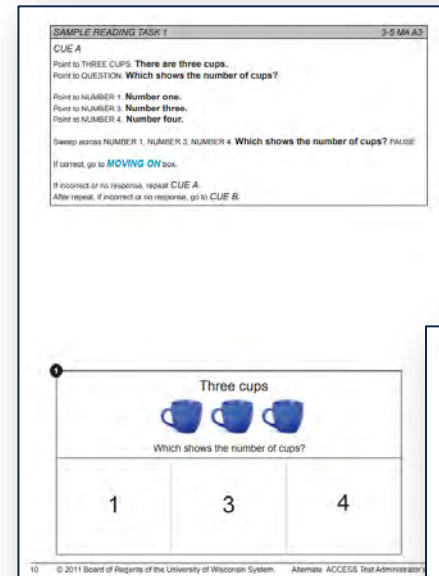 SAMPLE READING TASK 1 3-5 MA A3
CUE A
Point to THREE CUPS. There are three cups.
Point to QUESTION. Which shows the number of cups?
Point to NUMBER 1. Number one.
Point to NUMBER 3. Number three.
Point to NUMBER 4. Number four.
Sweep across NUMBER 1, NUMBER 3, NUMBER 4. Which shows the number of cups? PAUSE
If correct, go to MOVING ON box.
If incorrect or no response, repeat CUE A.
After repeat, if incorrect or no response, go to CUE B.
1
Three cups
Which shows the number of cups?
1 3 4
10 © 2011 Board of Regents of the University of Wisconsin System. Alternate ACCESS Test Administrator's